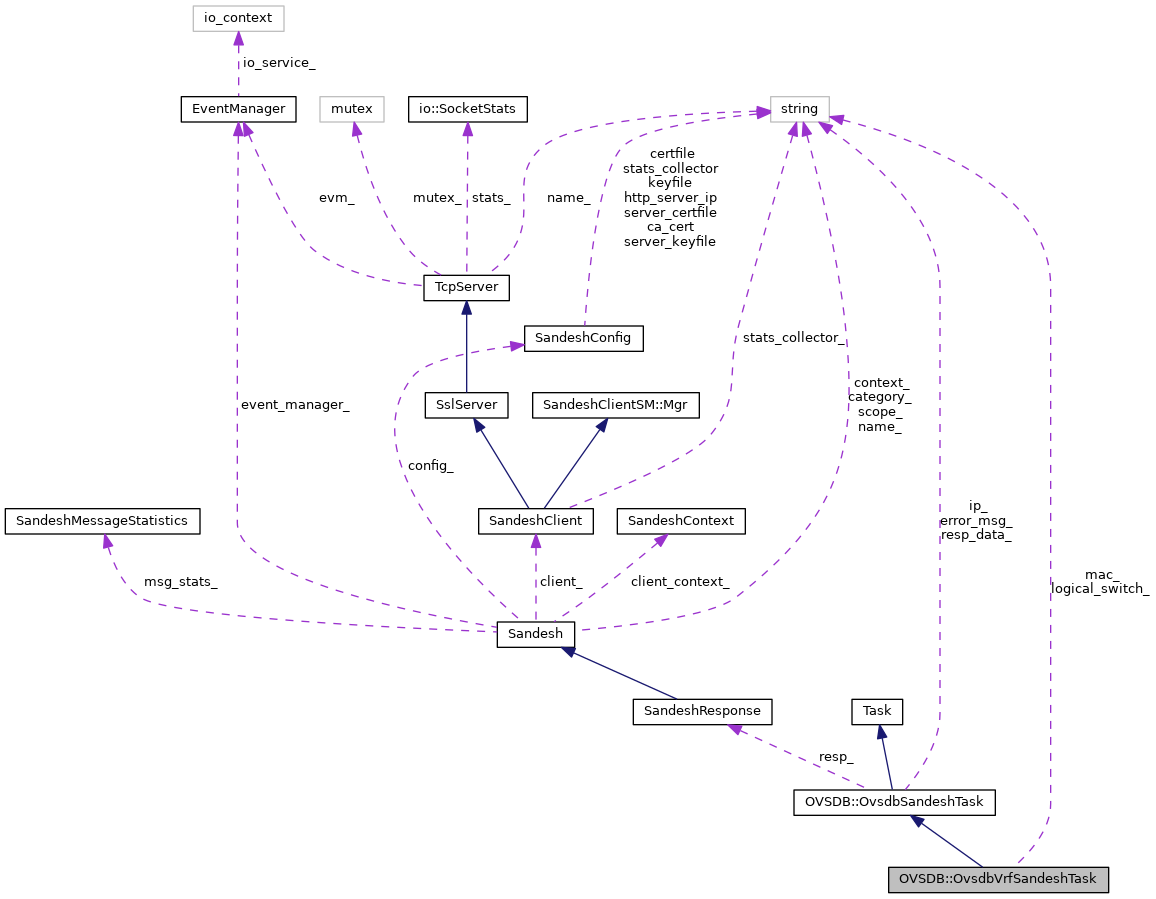 io_context
io_service_
EventManager
mutex
io::SocketStats
string
certfile
stats_collector
keyfile
http_server_ip
server_certfile
ca_cert
server_keyfile
evm_
mutex_
stats_
name_
TcpServer
SandeshConfig
stats_collector_
SslServer
SandeshClientSM::Mgr
event_manager_
context_
category_
scope_
name_
config_
SandeshMessageStatistics
SandeshClient
SandeshContext
ip_
error_msg_
resp_data_
msg_stats_
client_
client_context_
mac_
logical_switch_
Sandesh
SandeshResponse
Task
resp_
OVSDB::OvsdbSandeshTask
OVSDB::OvsdbVrfSandeshTask